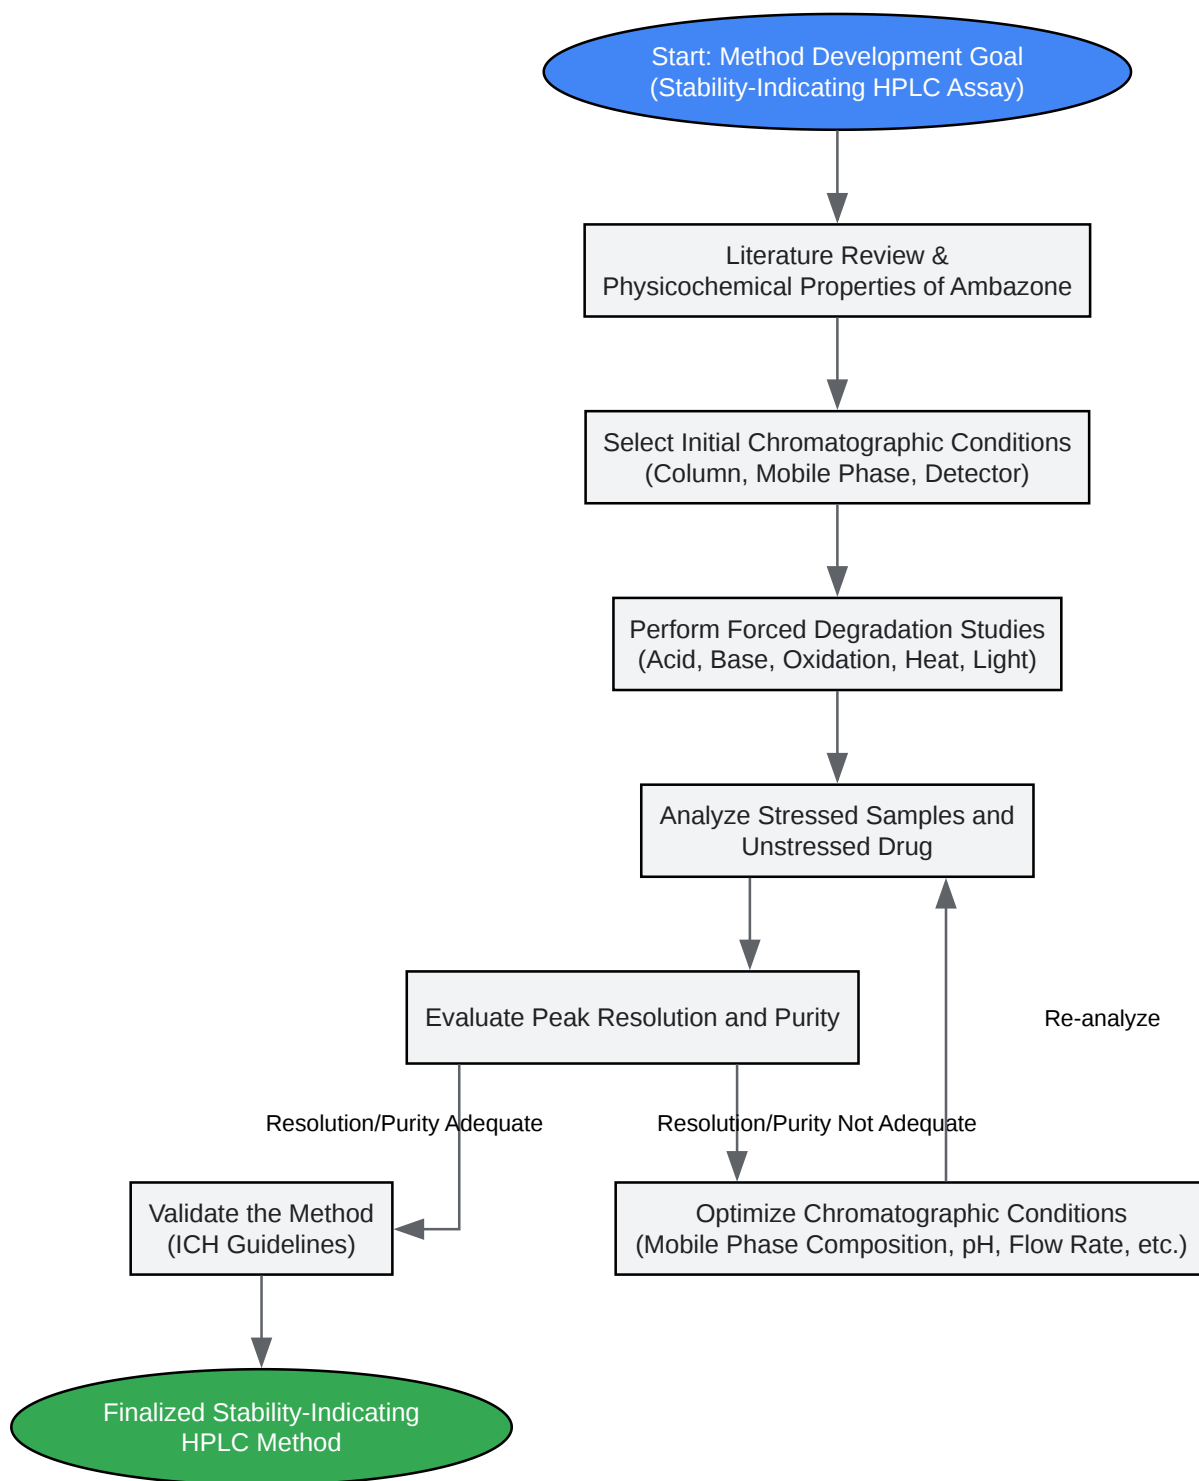 Start: Method Development Goal
(Stability-Indicating HPLC Assay)
Literature Review &
Physicochemical Properties of Ambazone
Select Initial Chromatographic Conditions
(Column, Mobile Phase, Detector)
Perform Forced Degradation Studies
(Acid, Base, Oxidation, Heat, Light)
Analyze Stressed Samples and
Unstressed Drug
Evaluate Peak Resolution and Purity
Re-analyze
Resolution/Purity Adequate
Resolution/Purity Not Adequate
Validate the Method
(ICH Guidelines)
Optimize Chromatographic Conditions
(Mobile Phase Composition, pH, Flow Rate, etc.)
Finalized Stability-Indicating
HPLC Method